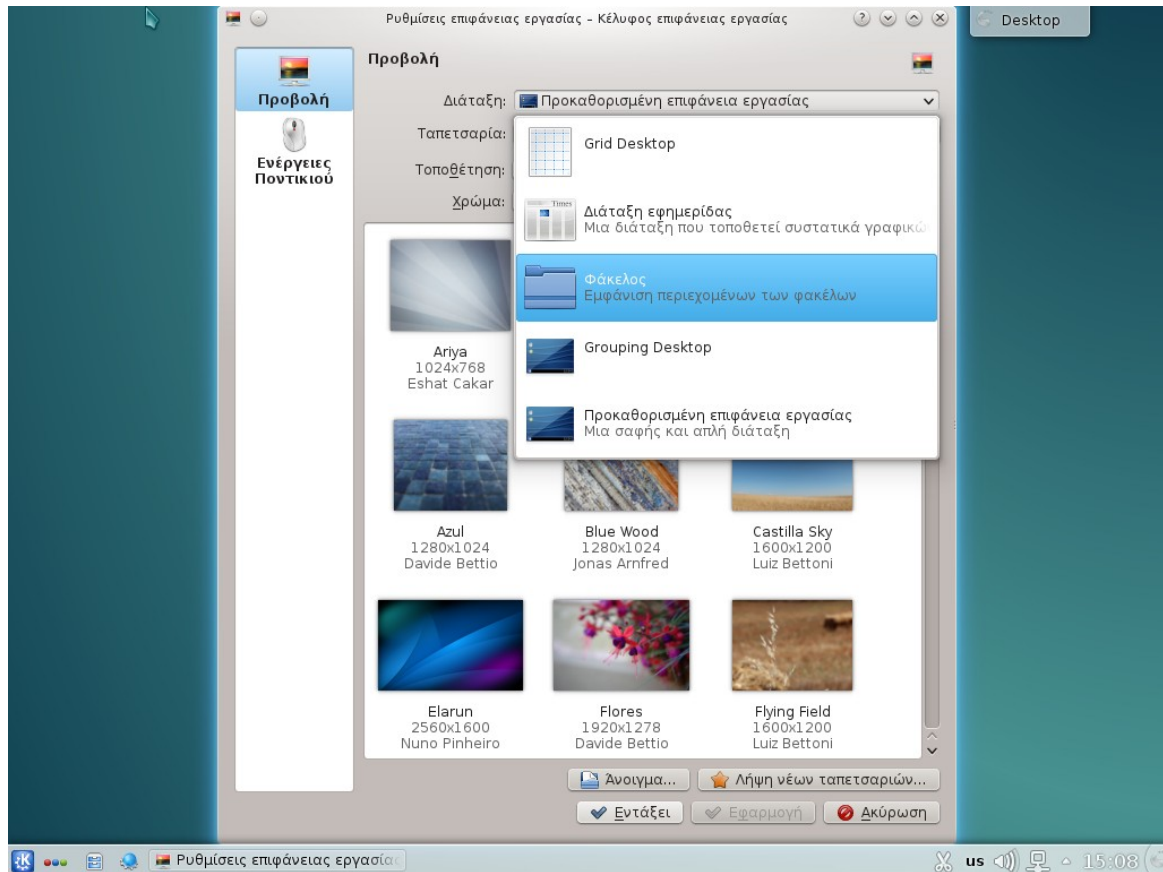 Ρυθμίσεις επιφάνειας εργασίας – Κέλυφος επιφάνειας εργασίας
Desktop
Προβολή
Ενέργειες
Ποντικιού
Προβολή
Διάταξη: Προκαθορισμένη επιφάνεια εργασίας
Ταπετσαρία:
Τοποθέτηση:
Χρώμα:
Grid Desktop
Times
Διάταξη εφημερίδας
Μια διάταξη που τοποθετεί συστατικά γραφικώ
Φάκελος
Εμφάνιση περιεχομένων των φακέλων
Grouping Desktop
Προκαθορισμένη επιφάνεια εργασίας
Μια σαφής και απλή διάταξη
Ariya
1024x768
Eshat Cakar
Azul
1280x1024
Davide Bettio
Blue Wood
1280x1024
Jonas Arnfred
Castilla Sky
1600x1200
Luiz Bettoni
Elarun
2560x1600
Nuno Pinheiro
Flores
1920x1278
Davide Bettio
Flying Field
1600x1200
Luiz Bettoni
Άνοιγμα... Λήψη νέων ταπετσαριών...
Εντάξει Εφαρμογή Ακύρωση
Ρυθμίσεις επιφάνειας εργασίας us 15:08